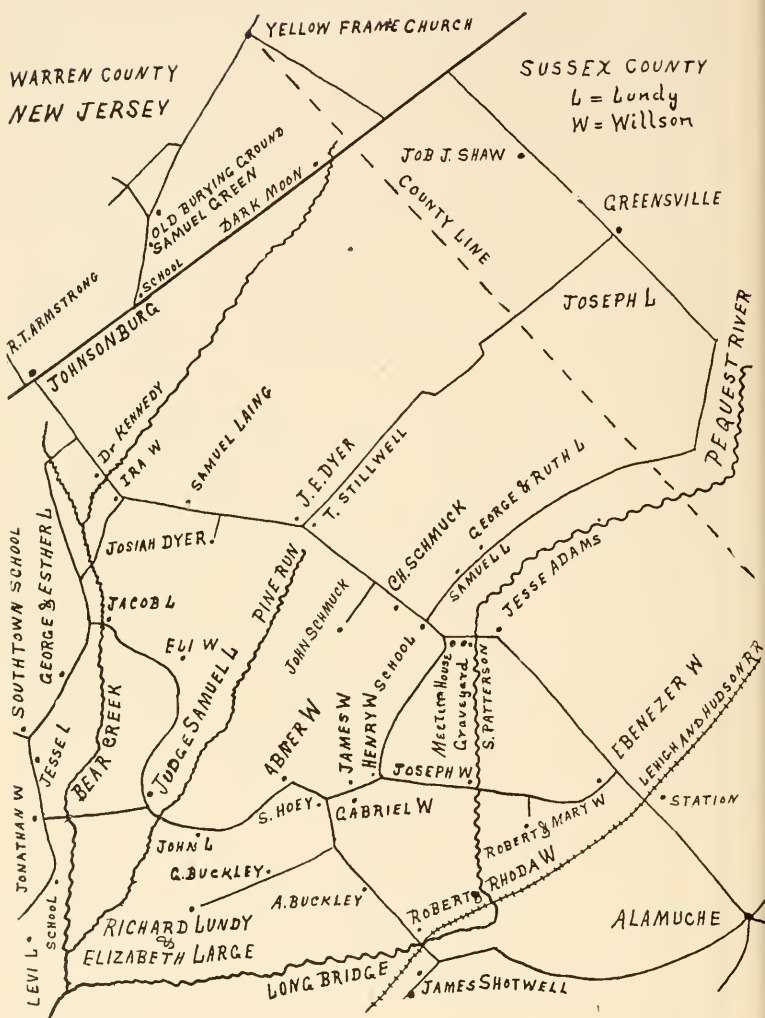 YELLOW FRAME CHURCH
WARREN COUNTY
NEW JERSEY
SUSSEX COUNTY
L = Lundy
W = Willson
JOB J. SHAW
OLD BURYING GROUND
SAMUEL GREEN
DARK MOON
COUNTY LINE
GREENSVILLE
SCHOOL
JOSEPH L
R.T. ARMSTRONG
JOHNSONBURG
PEQUEST RIVER
Dr KENNEDY
IRA W
SAMUEL LAING
J.E. DYER
T. STILLWELL
GEORGE & RUTH L
CH. SCHMUCK
SAMUEL L
JESSE ADAMS
JOSIAH DYER
SOUTHTOWN SCHOOL
GEORGE & ESTHER L
JACOB L
PINE RUN
JOHN SCHMUCK
SCHOOL
ELI W
MEETING HOUSE
Graveyard
S. PATTERSON
EBENEZER W
LEHIGH AND HUDSON RR
BEAR CREEK
JUDGE SAMUEL L
ABNER W
JAMES W
HENRY W
JOSEPH W
JESSE L
S. HOEY
GABRIEL W
STATION
JONATHAN W
ROBERT & MARY W
JOHN L
G. BUCKLEY
A. BUCKLEY
ROBERT & RHODA W
SCHOOL
LEVI L
RICHARD LUNDY
&
ELIZABETH LARGE
ALAMUCHE
LONG BRIDGE
JAMES SHOTWELL